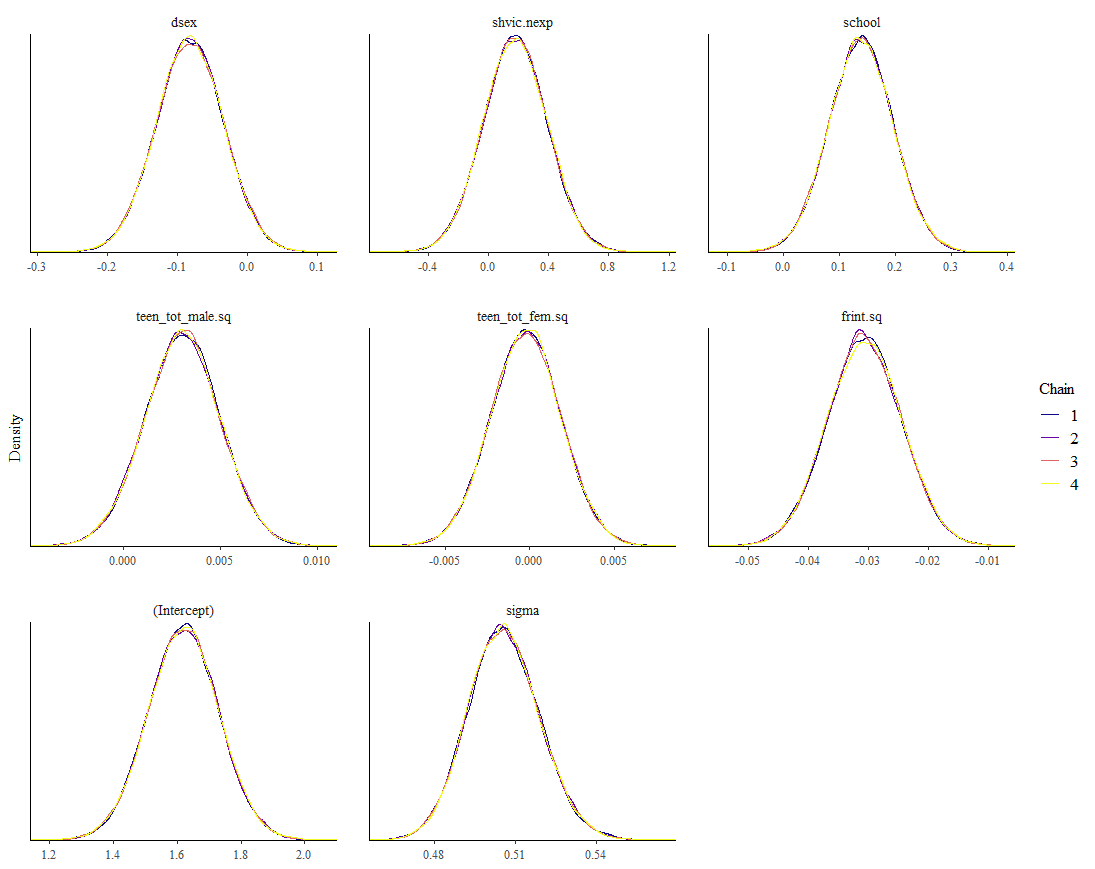 dsex
shvic.nexp
school
-0.3 -0.2 -0.1 0.0 0.1
-0.4 0.0 0.4 0.8 1.2
-0.1 0.0 0.1 0.2 0.3 0.4
teen_tot_male.sq
teen_tot_fem.sq
frint.sq
Density
0.000 0.005 0.010
-0.005 0.000 0.005
-0.05 -0.04 -0.03 -0.02 -0.01
Chain
1
2
3
4
(Intercept)
sigma
1.2 1.4 1.6 1.8 2.0
0.48 0.51 0.54